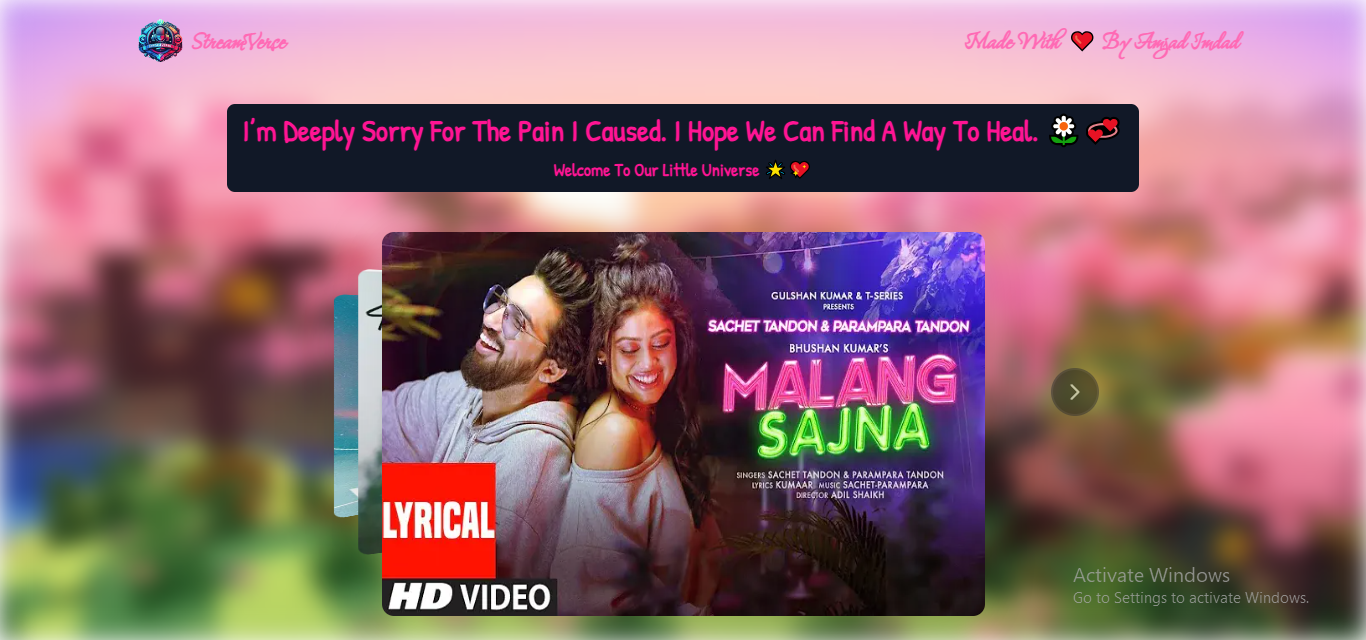 StreamVerse
Made With ❤️ By Amjad Imdad
I'm Deeply Sorry For The Pain I Caused. I Hope We Can Find A Way To Heal.. 🌼 💞
Welcome To Our Little Universe 🌟 💖
GULSHAN KUMAR & T-SERIES
PRESENTS
SACHET TANDON & PARAMPARA TANDON
BHUSHAN KUMAR'S
MALANG
SAJNA
SINGERS SACHET TANDON & PARAMPARA TANDON
LYRICS KUMAAR MUSIC SACHET-PARAMPARA
DIRECTOR ADIL SHAIKH
LYRICAL
HD VIDEO
Activate Windows
Go to Settings to activate Windows.